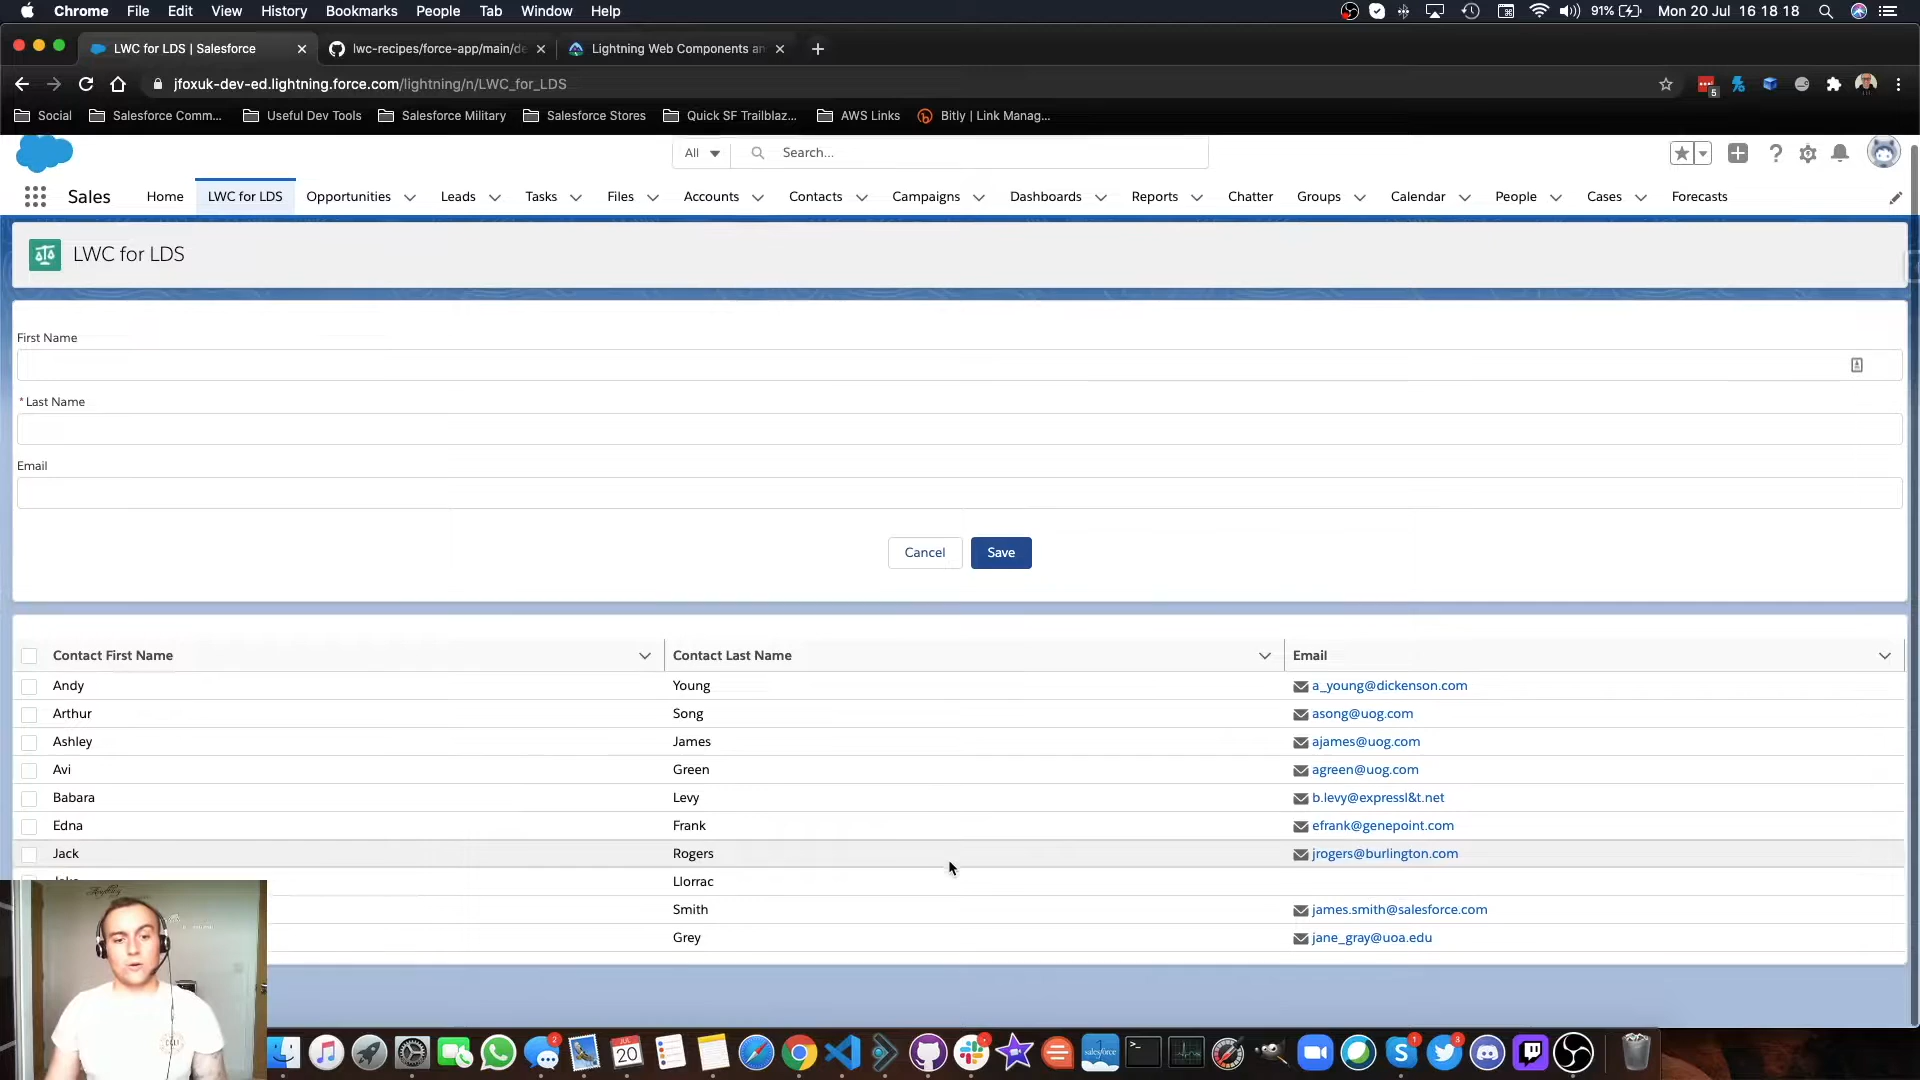 Chrome File Edit View History Bookmarks People Tab Window Help 91% Mon 20 Jul 16 18 18
LWC for LDS | Salesforce lwc-recipes/force-app/main/de Lightning Web Components an
jfoxuk-dev-ed.lightning.force.com/lightning/n/LWC_for_LDS 5
Social Salesforce Comm... Useful Dev Tools Salesforce Military Salesforce Stores Quick SF Trailblaz... AWS Links Bitly | Link Manag...
All Search...
Sales Home LWC for LDS Opportunities Leads Tasks Files Accounts Contacts Campaigns Dashboards Reports Chatter Groups Calendar People Cases Forecasts
LWC for LDS
First Name
* Last Name
Email
Cancel Save
Contact First Name Contact Last Name Email
Andy Young a_young@dickenson.com
Arthur Song asong@uog.com
Ashley James ajames@uog.com
Avi Green agreen@uog.com
Babara Levy b.levy@expressl&t.net
Edna Frank efrank@genepoint.com
Jack Rogers jrogers@burlington.com
Llorrac
Smith james.smith@salesforce.com
Grey jane_gray@uoa.edu
2 JUL 20 salesforce 1 3